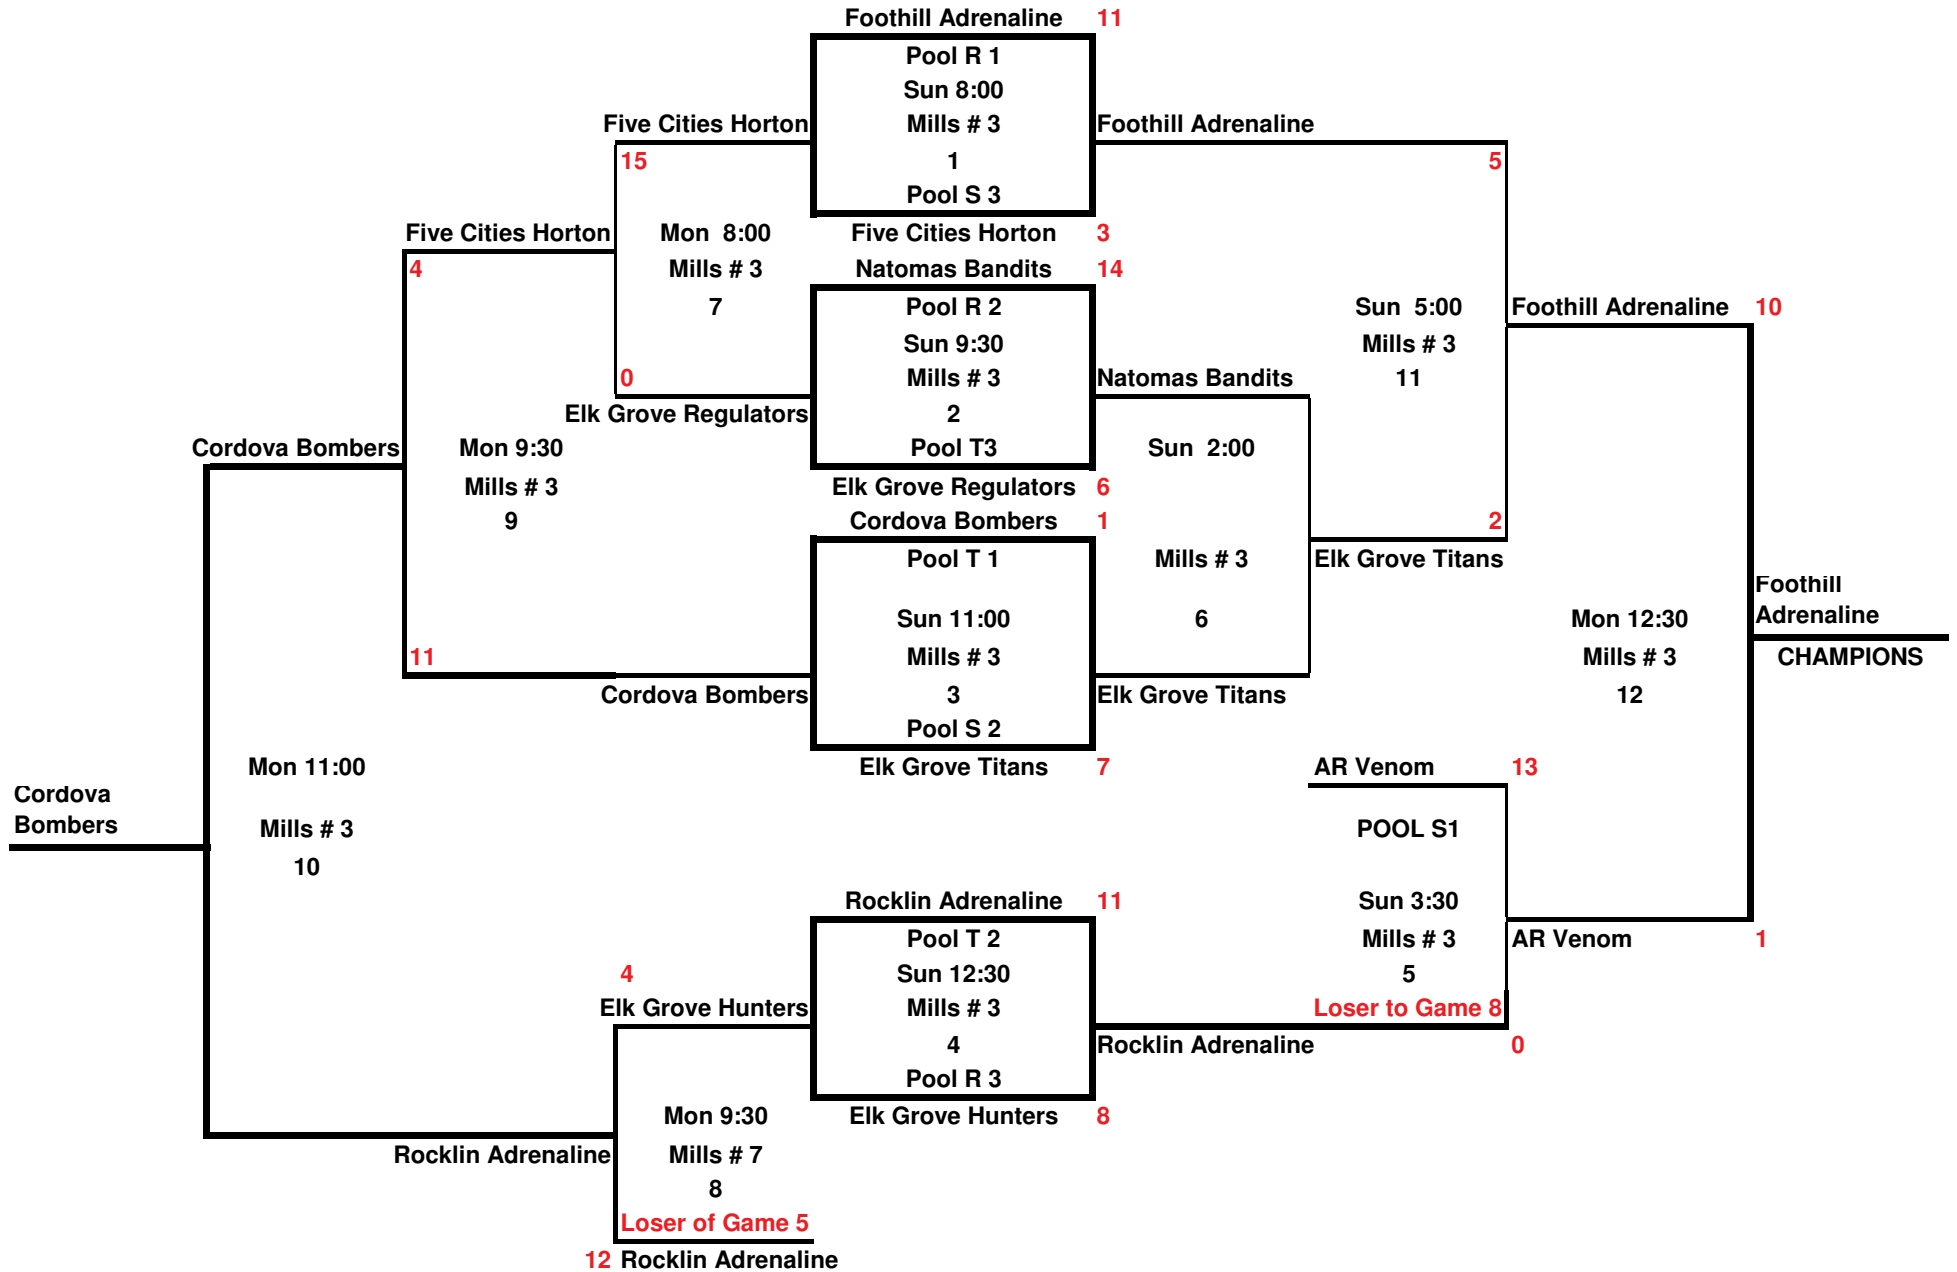 Foothill Adrenaline 11
Pool R 1
Sun 8:00
Five Cities Horton
Mills # 3
Foothill Adrenaline
15
1
5
Pool S 3
Five Cities Horton
Mon 8:00
Five Cities Horton 3
4
Mills # 3
Natomas Bandits 14
7
Pool R 2
Sun 5:00
Foothill Adrenaline 10
Sun 9:30
Mills # 3
0
Mills # 3
Natomas Bandits
11
Elk Grove Regulators
2
Cordova Bombers
Mon 9:30
Pool T3
Sun 2:00
Mills # 3
Elk Grove Regulators 6
9
Cordova Bombers 1
2
Pool T 1
Mills # 3
Elk Grove Titans
Foothill
Adrenaline
Sun 11:00
6
Mon 12:30
11
Mills # 3
Mills # 3
CHAMPIONS
Cordova Bombers
3
Elk Grove Titans
12
Pool S 2
Mon 11:00
Elk Grove Titans 7
AR Venom 13
Cordova
Bombers
Mills # 3
POOL S1
10
Rocklin Adrenaline 11
Sun 3:30
Pool T 2
Mills # 3
AR Venom 1
4
Sun 12:30
5
Elk Grove Hunters
Mills # 3
Loser to Game 8
4
Rocklin Adrenaline
0
Pool R 3
Mon 9:30
Elk Grove Hunters 8
Rocklin Adrenaline
Mills # 7
8
Loser of Game 5
12 Rocklin Adrenaline